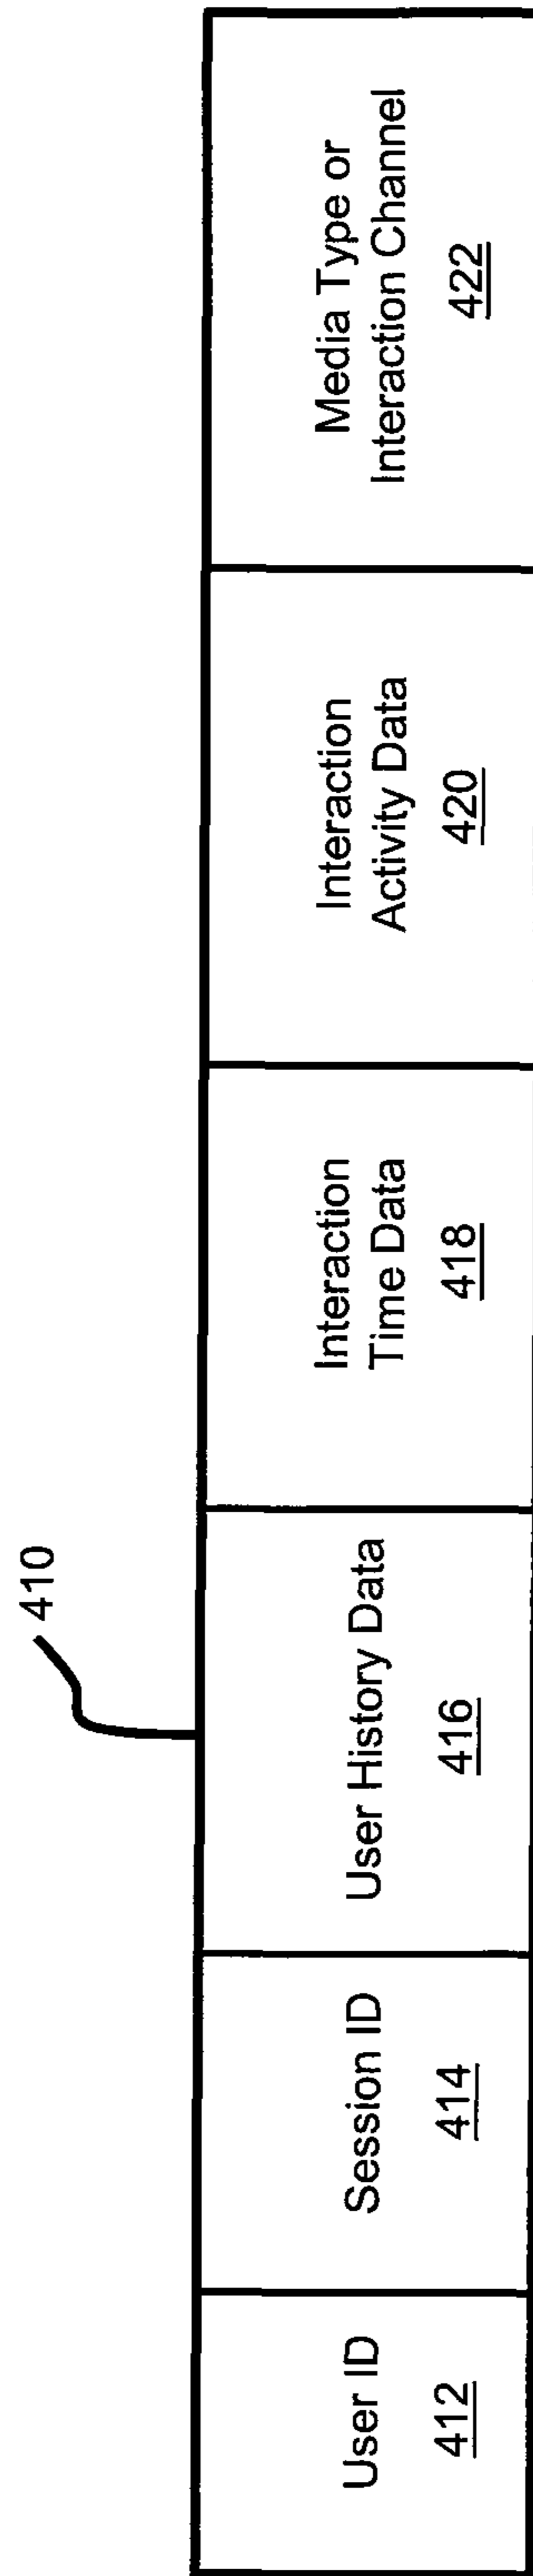 410
User ID
412
Session ID
414
User History Data
416
Interaction
Time Data
418
Interaction
Activity Data
420
Media Type or
Interaction Channel
422